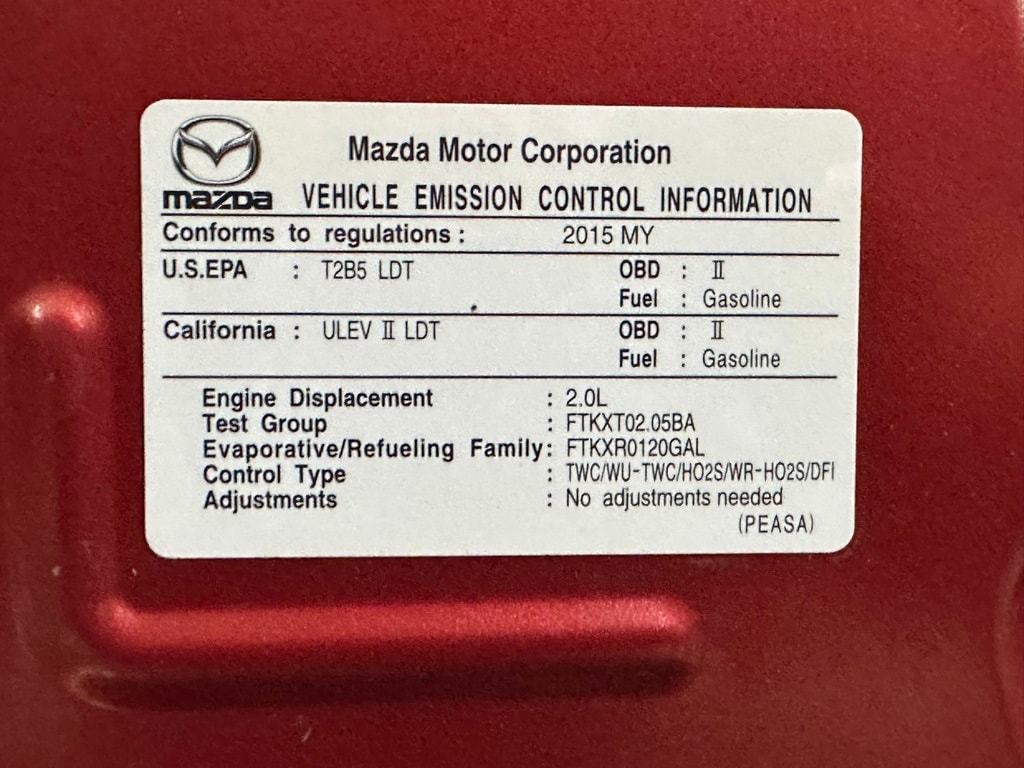 Mazda Motor Corporation
mazda VEHICLE EMISSION CONTROL INFORMATION
Conforms to regulations : 2015 MY
U.S.EPA : T2B5 LDT OBD : II
Fuel : Gasoline
California : ULEV II LDT OBD : II
Fuel : Gasoline
Engine Displacement : 2.0L
Test Group : FTKXT02.05BA
Evaporative/Refueling Family: FTKXR0120GAL
Control Type : TWC/WU-TWC/HO2S/WR-HO2S/DFI
Adjustments : No adjustments needed
(PEASA)